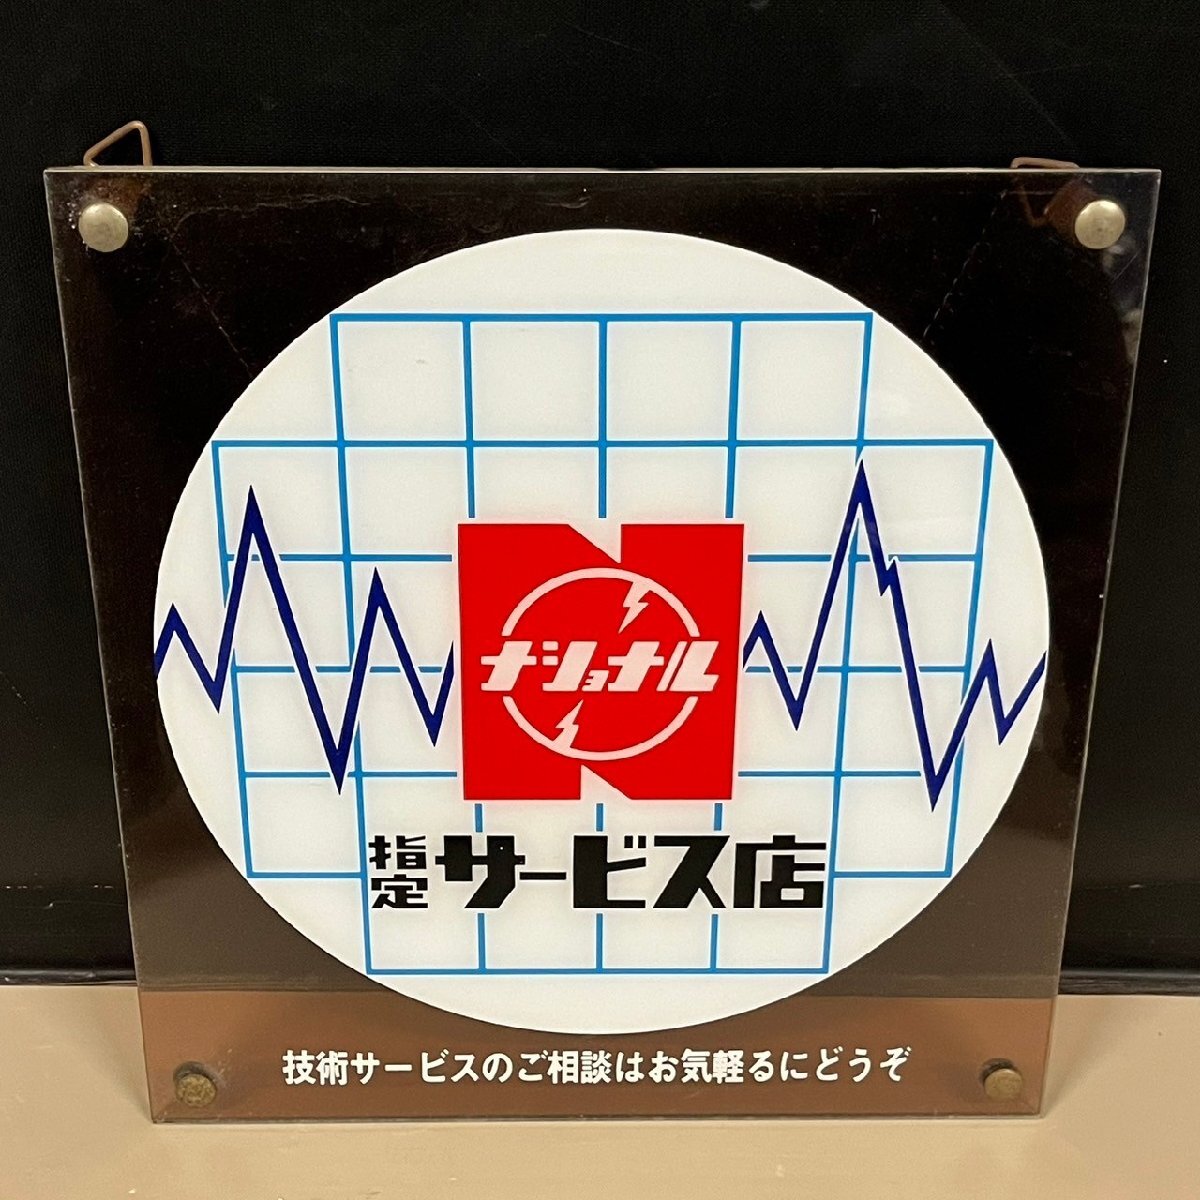 ナショナル
指定サービス店
技術サービスのご相談はお気軽るにどうぞ